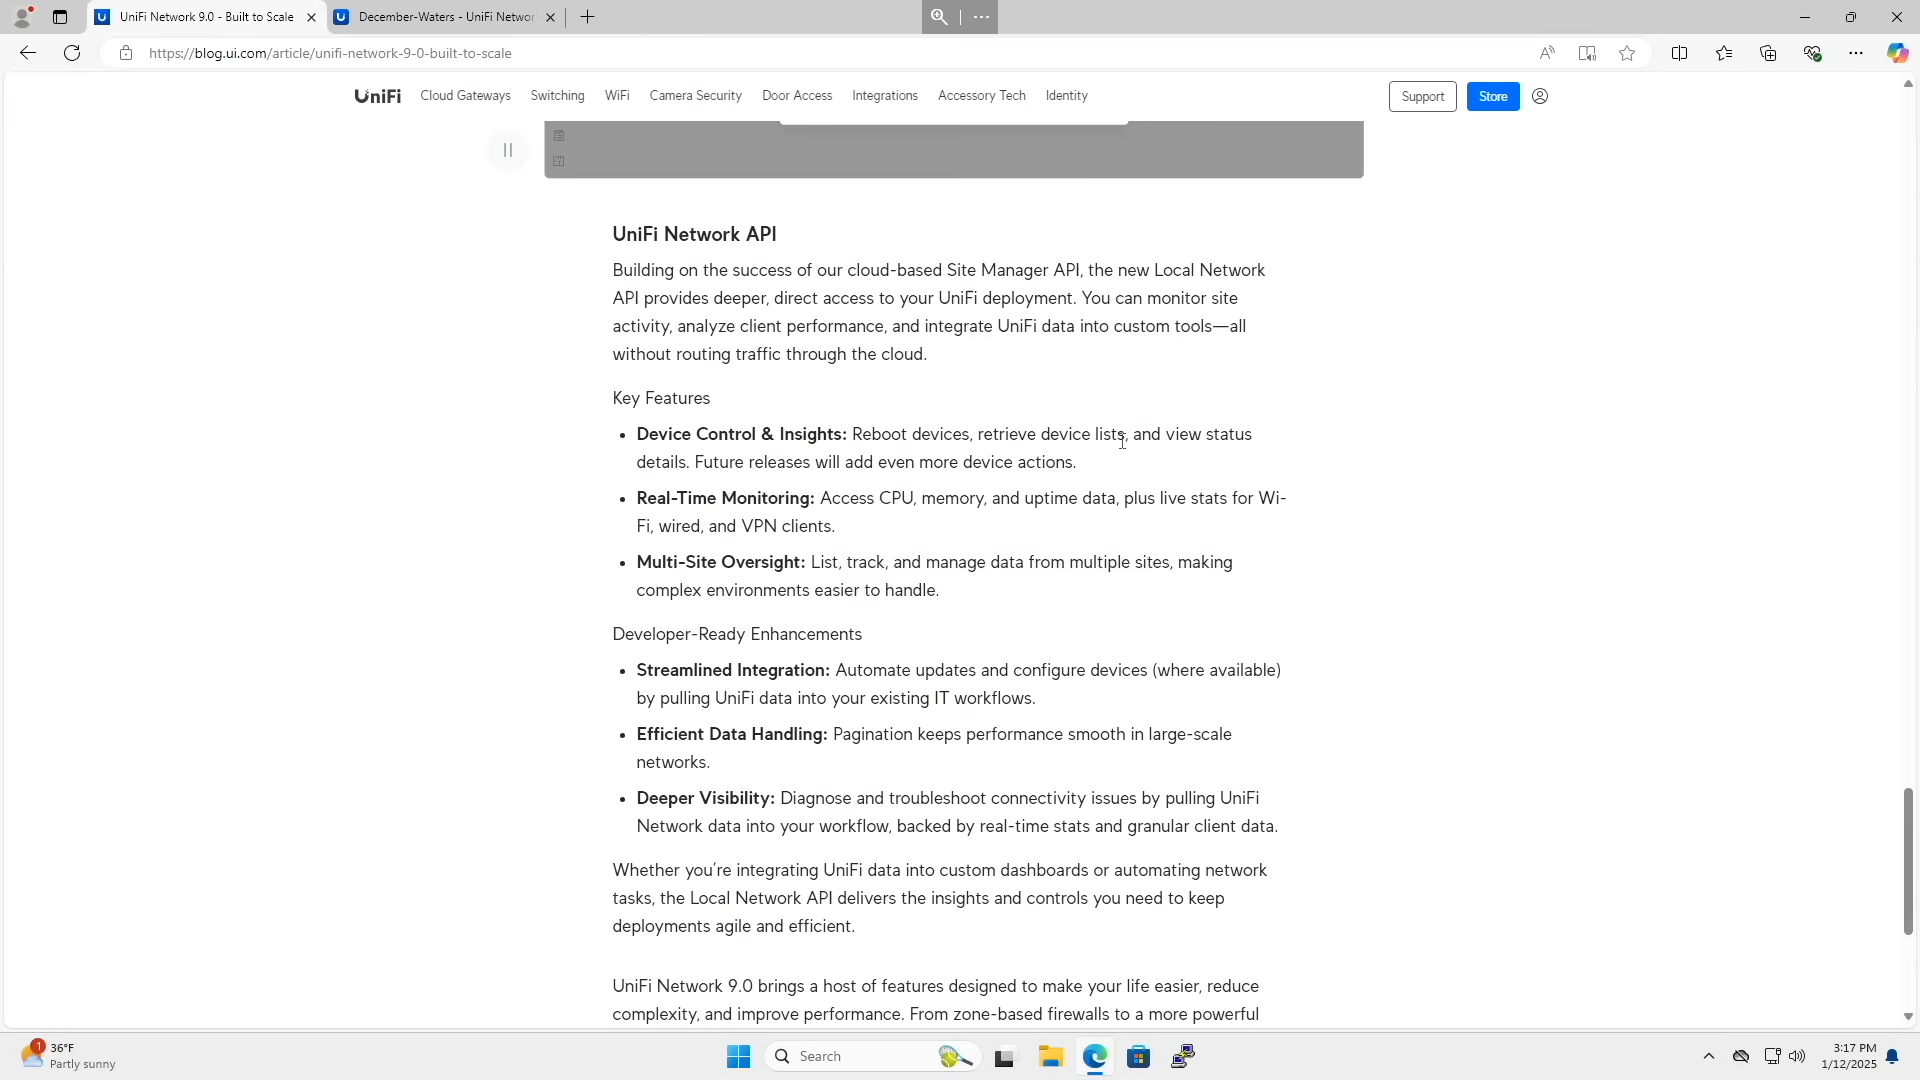 UniFi Network 9.0 - Built to Scale
December-Waters - UniFi Networ
https://blog.ui.com/article/unifi-network-9-0-built-to-scale
UniFi
Cloud Gateways
Switching
WiFi
Camera Security
Door Access
Integrations
Accessory Tech
Identity
Support
Store
UniFi Network API
Building on the success of our cloud-based Site Manager API, the new Local Network
API provides deeper, direct access to your UniFi deployment. You can monitor site
activity, analyze client performance, and integrate UniFi data into custom tools—all
without routing traffic through the cloud.
Key Features
• Device Control & Insights: Reboot devices, retrieve device lists, and view status
details. Future releases will add even more device actions.
• Real-Time Monitoring: Access CPU, memory, and uptime data, plus live stats for Wi-
Fi, wired, and VPN clients.
• Multi-Site Oversight: List, track, and manage data from multiple sites, making
complex environments easier to handle.
Developer-Ready Enhancements
• Streamlined Integration: Automate updates and configure devices (where available)
by pulling UniFi data into your existing IT workflows.
• Efficient Data Handling: Pagination keeps performance smooth in large-scale
networks.
• Deeper Visibility: Diagnose and troubleshoot connectivity issues by pulling UniFi
Network data into your workflow, backed by real-time stats and granular client data.
Whether you’re integrating UniFi data into custom dashboards or automating network
tasks, the Local Network API delivers the insights and controls you need to keep
deployments agile and efficient.
UniFi Network 9.0 brings a host of features designed to make your life easier, reduce
complexity, and improve performance. From zone-based firewalls to a more powerful
1
36°F
Partly sunny
Search
3:17 PM
1/12/2025